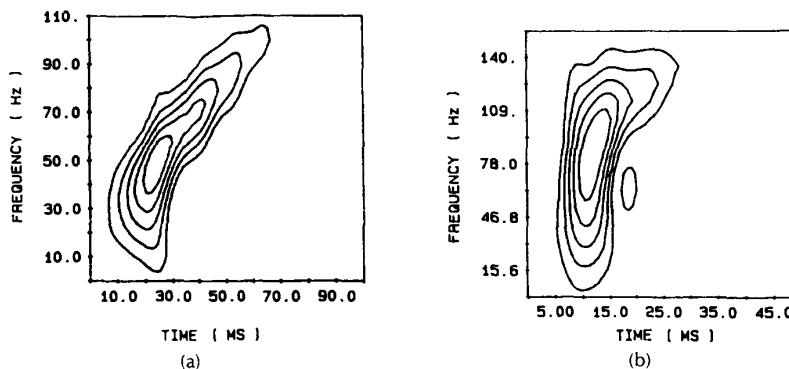 110.
90.0
70.0
50.0
30.0
10.0
FREQUENCY ( Hz )
10.0 30.0 50.0 70.0 90.0
TIME ( MS )
(a)
140.
109.
78.0
46.8
15.6
FREQUENCY ( Hz )
5.00 15.0 25.0 35.0 45.0
TIME ( MS )
(b)